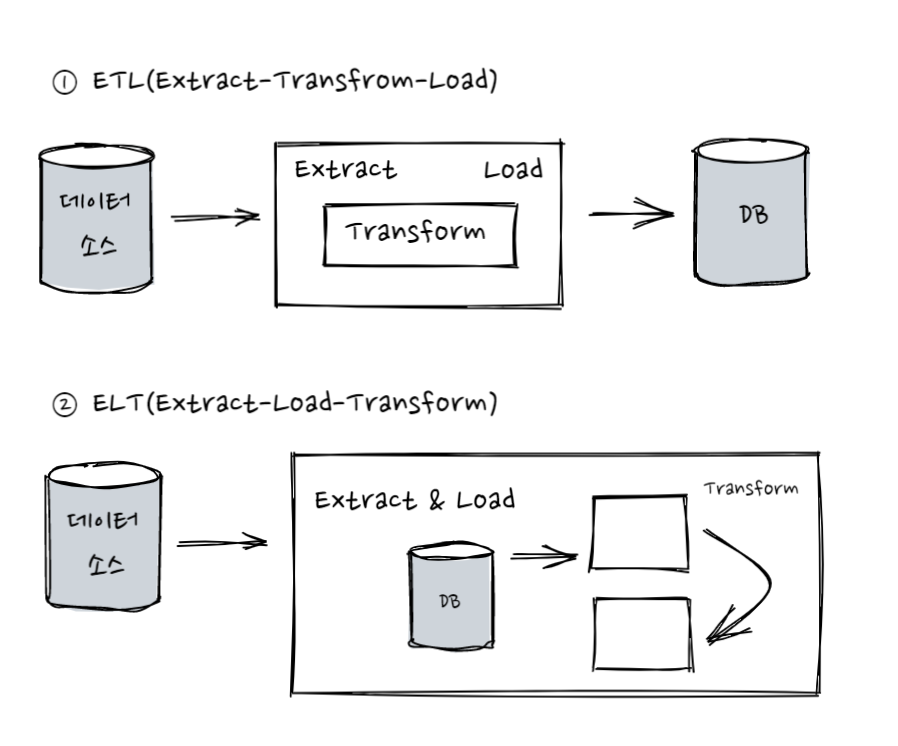 ① ETL(Extract-Transfrom-Load)
데이터
소스
Extract
Load
Transform
DB
② ELT(Extract-Load-Transform)
데이터
소스
Extract & Load
DB
Transform